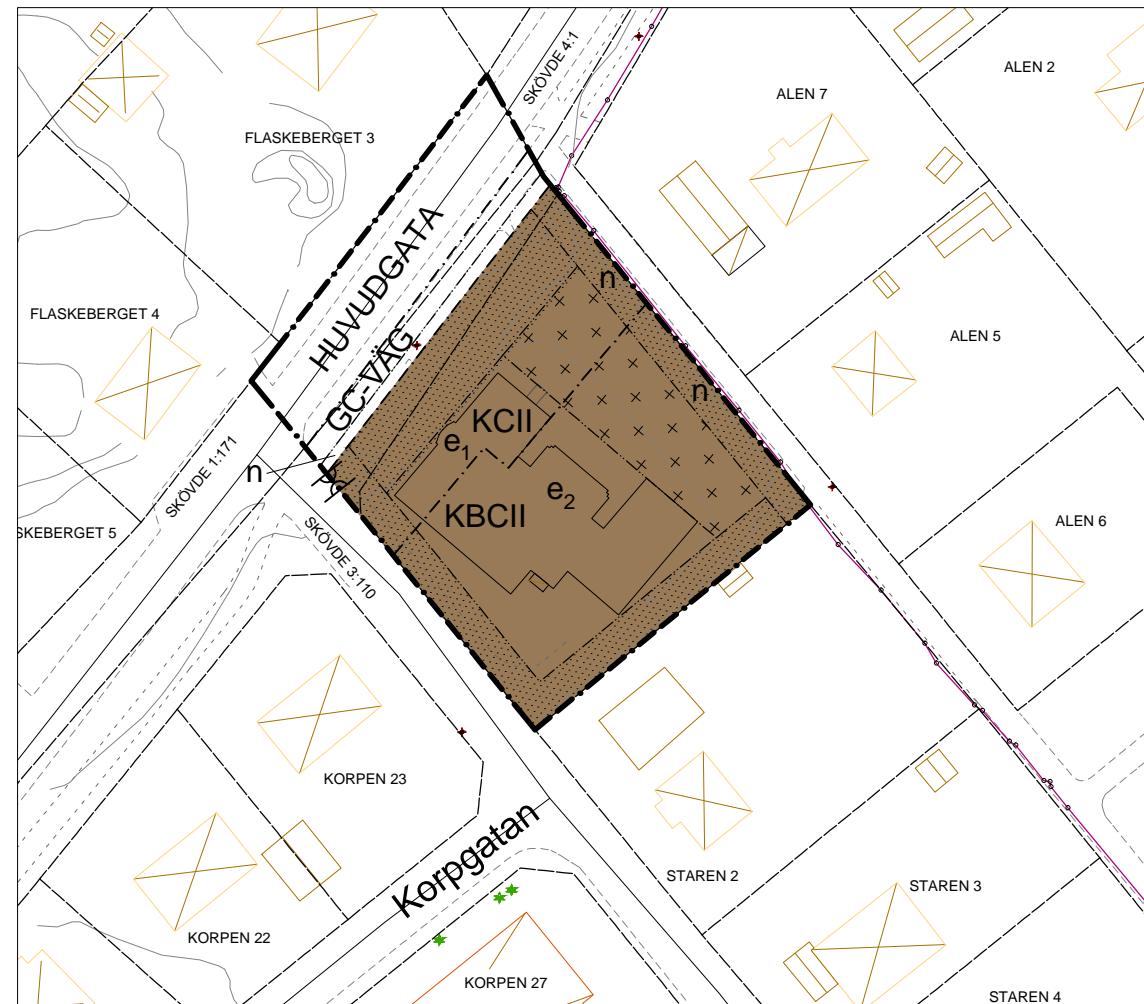 ALEN 2
SKÖVDE 4:1
ALEN 7
FLASKEBERGET 3
n
HUVUDGATA
FLASKEBERGET 4
ALEN 5
GC-VÄG
n
KCII
e1
n
SKÖVDE 1:171
e2
KBCII
ALEN 6
SKEBERGET 5
SKÖVDE 3:110
KORPEN 23
Korpgatan
STAREN 2
STAREN 3
KORPEN 22
KORPEN 27
STAREN 4